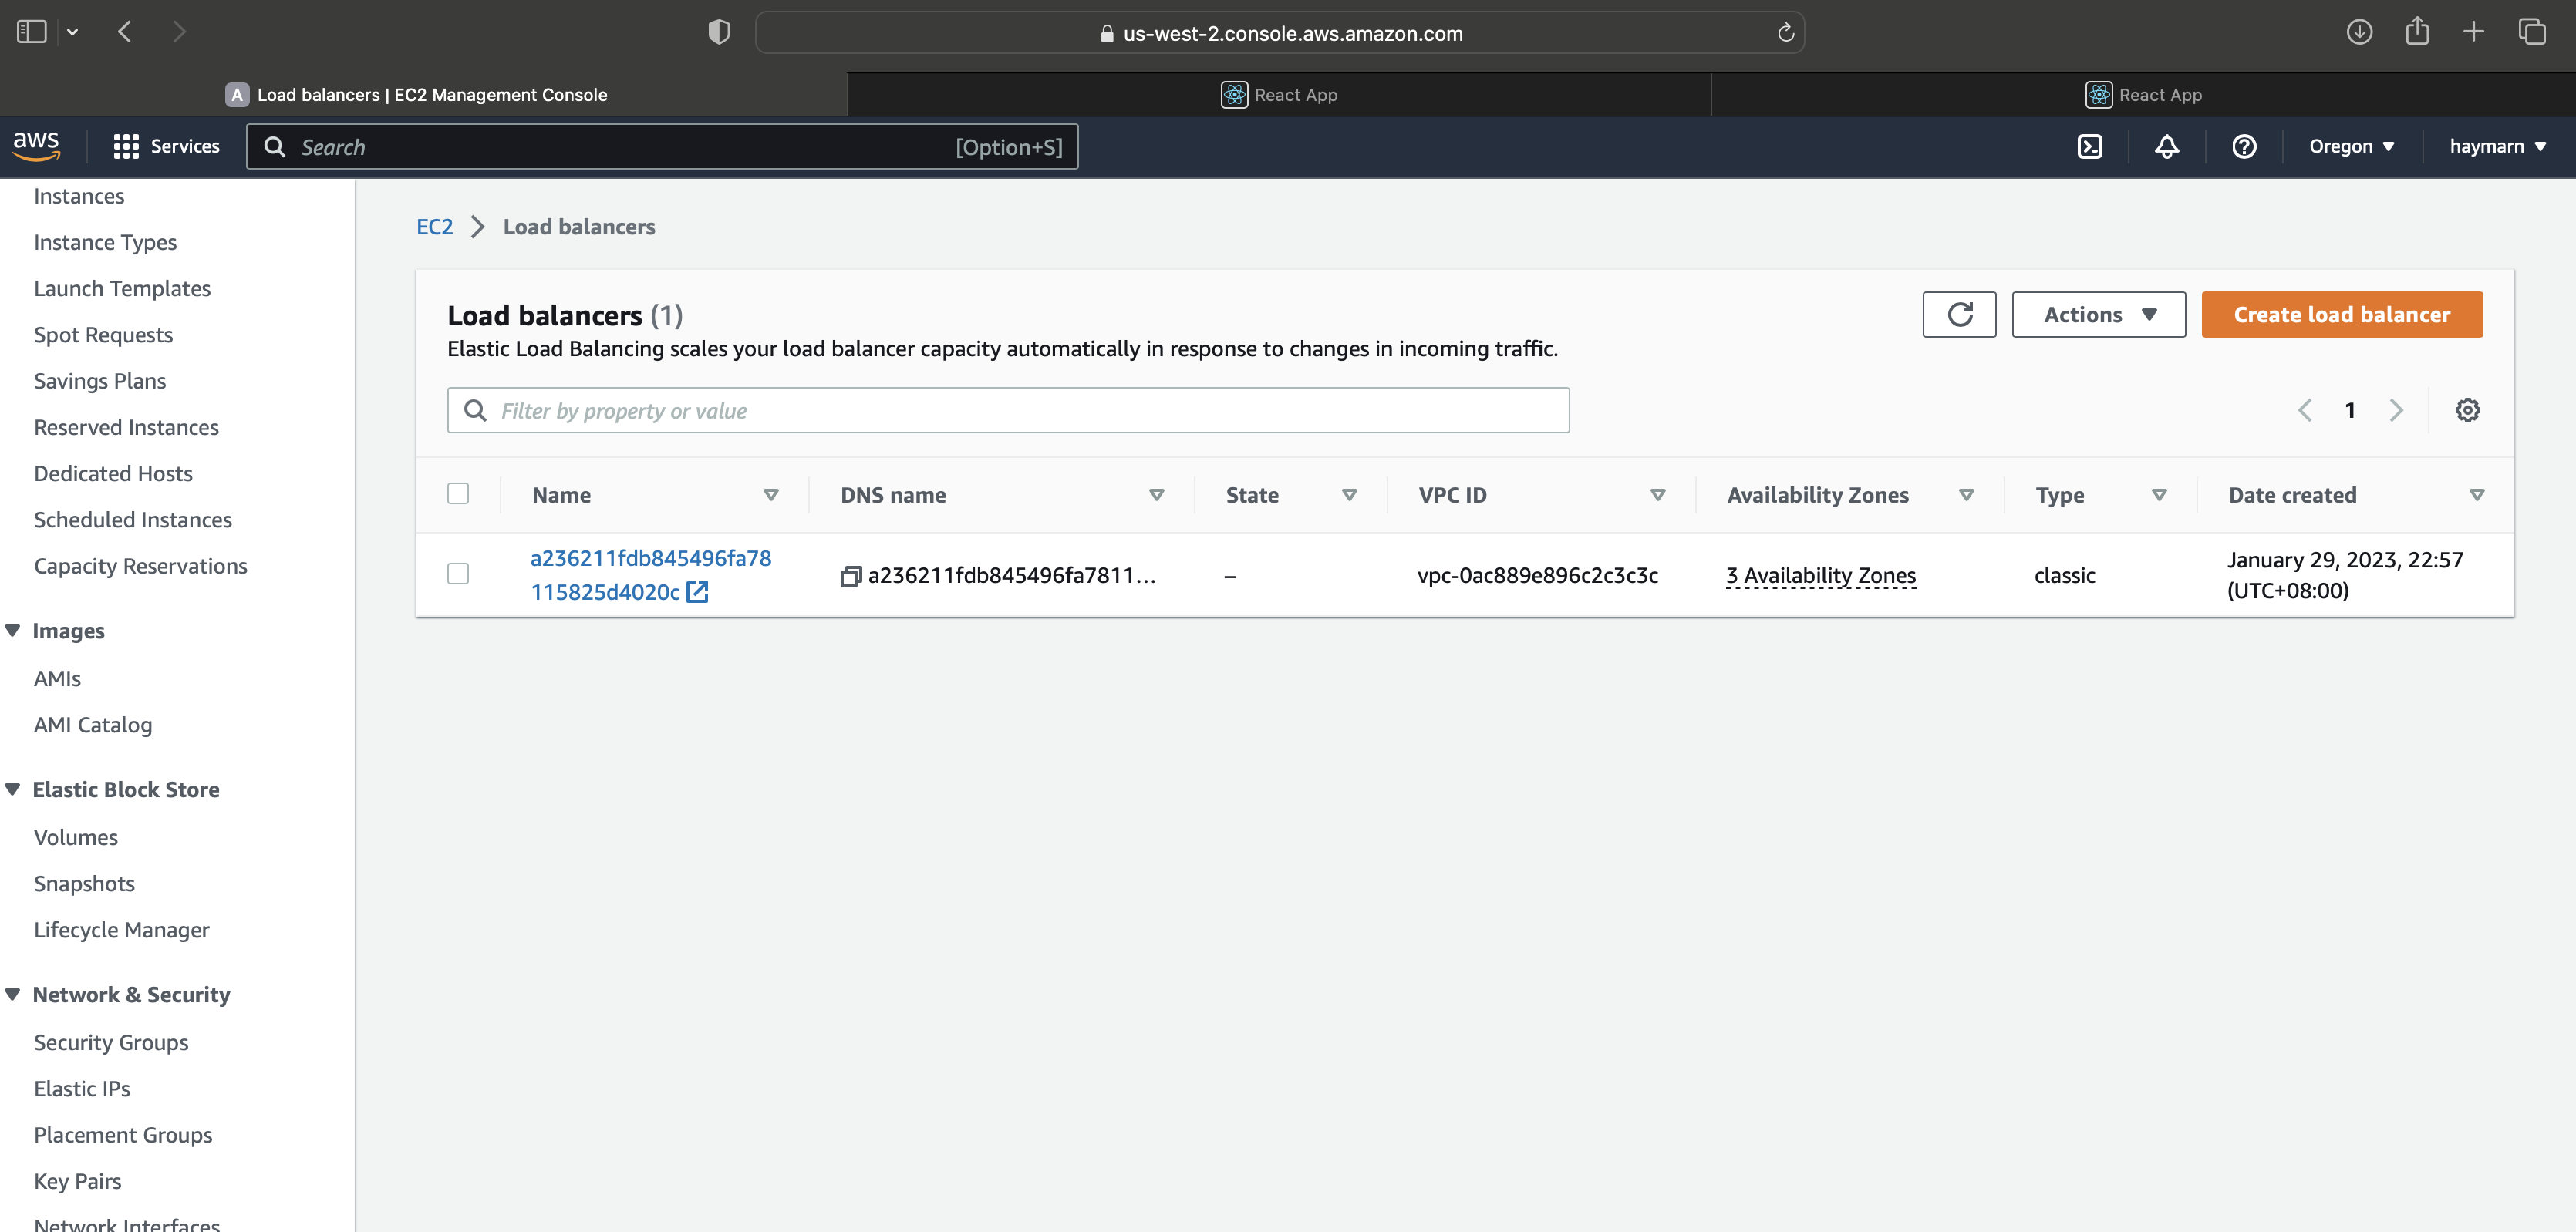 us-west-2.console.aws.amazon.com
A Load balancers | EC2 Management Console
React App
React App
aws
Services
Search
[Option+S]
Oregon
haymarn
Instances
Instance Types
Launch Templates
Spot Requests
Savings Plans
Reserved Instances
Dedicated Hosts
Scheduled Instances
Capacity Reservations
Images
AMIs
AMI Catalog
Elastic Block Store
Volumes
Snapshots
Lifecycle Manager
Network & Security
Security Groups
Elastic IPs
Placement Groups
Key Pairs
Network Interfaces
EC2 > Load balancers
Load balancers (1)
Elastic Load Balancing scales your load balancer capacity automatically in response to changes in incoming traffic.
Actions
Create load balancer
Filter by property or value
1
Name DNS name State VPC ID Availability Zones Type Date created
a236211fdb845496fa78
115825d4020c
a236211fdb845496fa7811...
–
vpc-0ac889e896c2c3c3c
3 Availability Zones
classic
January 29, 2023, 22:57
(UTC+08:00)